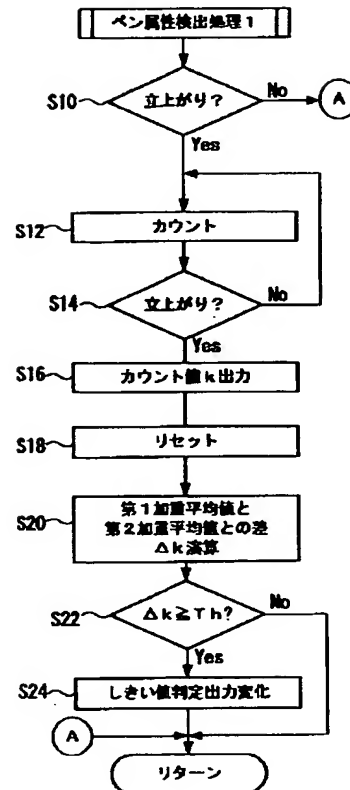 ペン属性検出処理1
S10
立上がり?
No
A
Yes
S12
カウント
S14
立上がり?
No
Yes
S16
カウント値k出力
S18
リセット
S20
第1加重平均値と
第2加重平均値との差
Δk演算
S22
Δk≧Th?
No
Yes
S24
しきい値判定出力変化
A
リターン